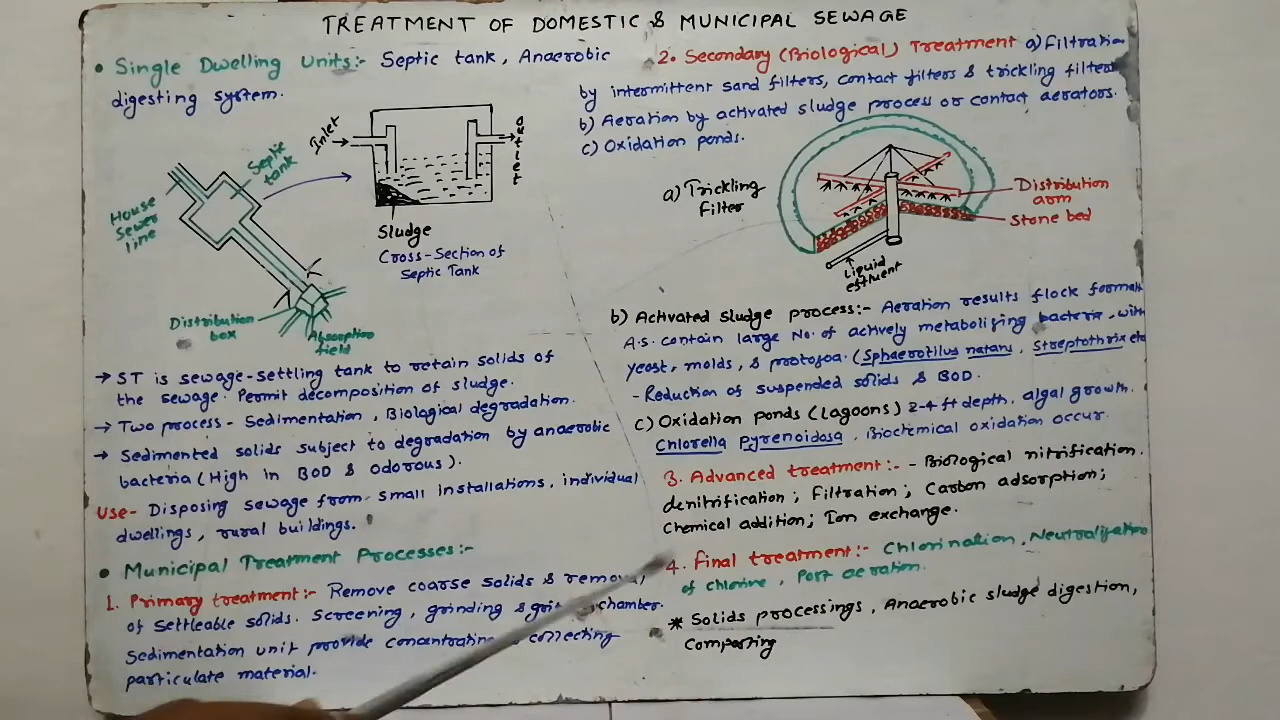 TREATMENT OF DOMESTIC & MUNICIPAL SEWAGE
• Single Dwelling Units:- Septic tank, Anaerobic
digesting system.
Inlet
outlet
Septic
tank
House
sewer
line
Sludge
Cross-Section of
Septic Tank
Distribution
box
Absorption
field
→ ST is sewage-settling tank to retain solids of
the sewage. Permit decomposition of sludge.
→ Two process - Sedimentation, Biological degradation.
→ Sedimented solids subject to degradation by anaerobic
bacteria (High in BOD & odorous).
Use- Disposing sewage from small installations, individual
dwellings, rural buildings.
• Municipal Treatment Processes:-
1. Primary treatment:- Remove coarse solids & removal
of settleable solids. Screening, grinding & chamber.
Sedimentation unit provide collecting
particulate material.
2. Secondary (Biological) Treatment a) Filtration
by intermittent sand filters, contact filters & trickling filters
b) Aeration by activated sludge process or contact aerators.
c) Oxidation ponds.
a) Trickling
Filter
Distribution
arm
Stone bed
Liquid
effluent
b) Activated sludge process:- Aeration results flock format
A.s. contain large No. of actively metabolizing bacteria, with
yeast, molds, & protozoa. (Sphaerotilus natans, Streptothrix etc
- Reduction of suspended solids & BOD.
c) Oxidation ponds (lagoons) 2-4 ft depth, algal growth.
Chlorella pyrenoidosa, Biochemical oxidation occur.
3. Advanced treatment:- - Biological nitrification.
denitrification; Filtration; Carbon adsorption;
Chemical addition; Ion exchange.
4. Final treatment:- Chlorination, Neutralization
of chlorine, Post aeration.
* Solids processings, Anaerobic sludge digestion,
Composting